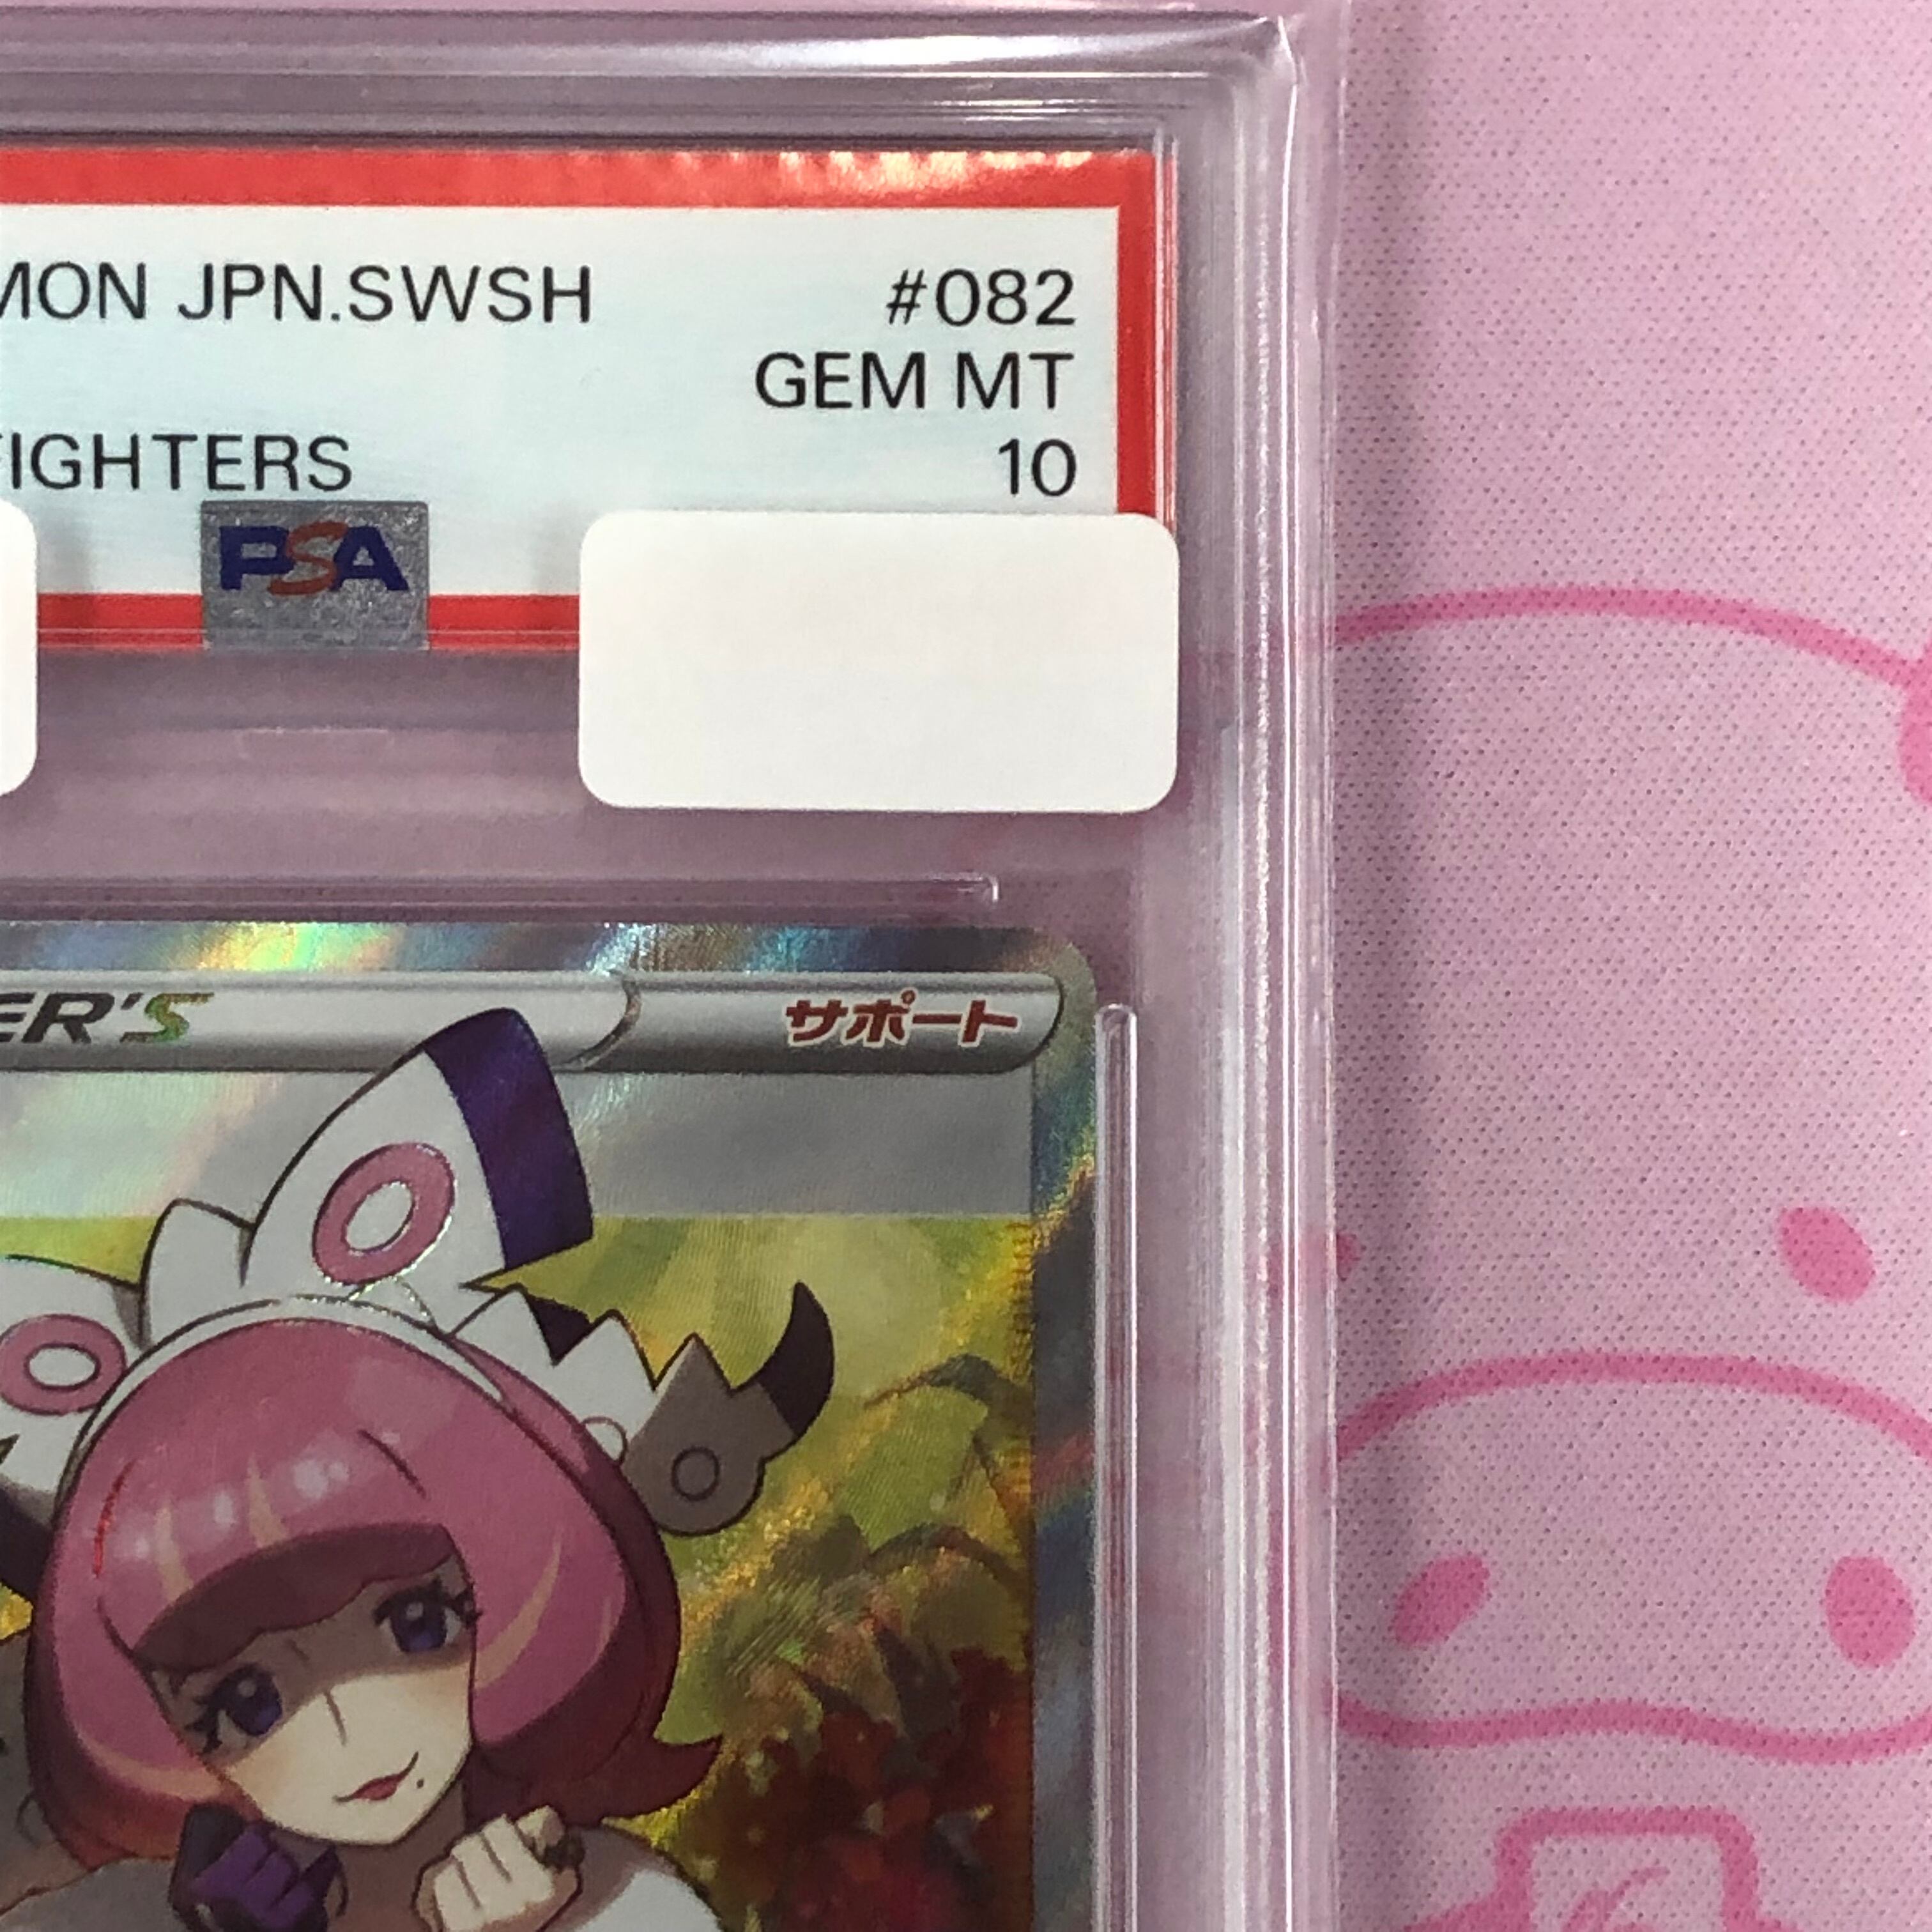 MON JPN.SWSH #082
GEM MT
FIGHTERS 10
PSA
ER'S サポート